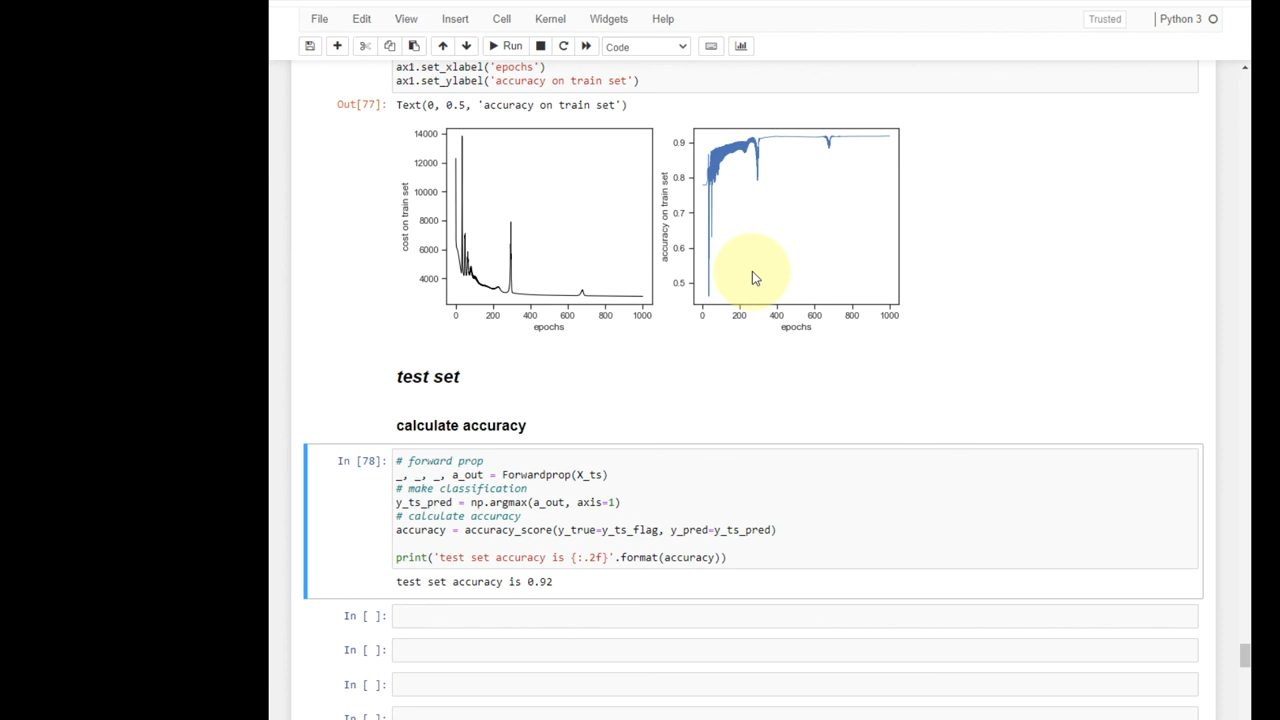 File Edit View Insert Cell Kernel Widgets Help Trusted Python 3
Run Code
ax1.set_xlabel('epochs')
ax1.set_ylabel('accuracy on train set')
Out[77]: Text(0, 0.5, 'accuracy on train set')
14000
12000
10000
8000
6000
4000
cost on train set
0 200 400 600 800 1000
epochs
0.9
0.8
0.7
0.6
0.5
accuracy on train set
0 200 400 600 800 1000
epochs
test set
calculate accuracy
In [78]: # forward prop
_, _, _, a_out = Forwardprop(X_ts)
# make classification
y_ts_pred = np.argmax(a_out, axis=1)
# calculate accuracy
accuracy = accuracy_score(y_true=y_ts_flag, y_pred=y_ts_pred)
print('test set accuracy is {:.2f}'.format(accuracy))
test set accuracy is 0.92
In [ ]:
In [ ]:
In [ ]: